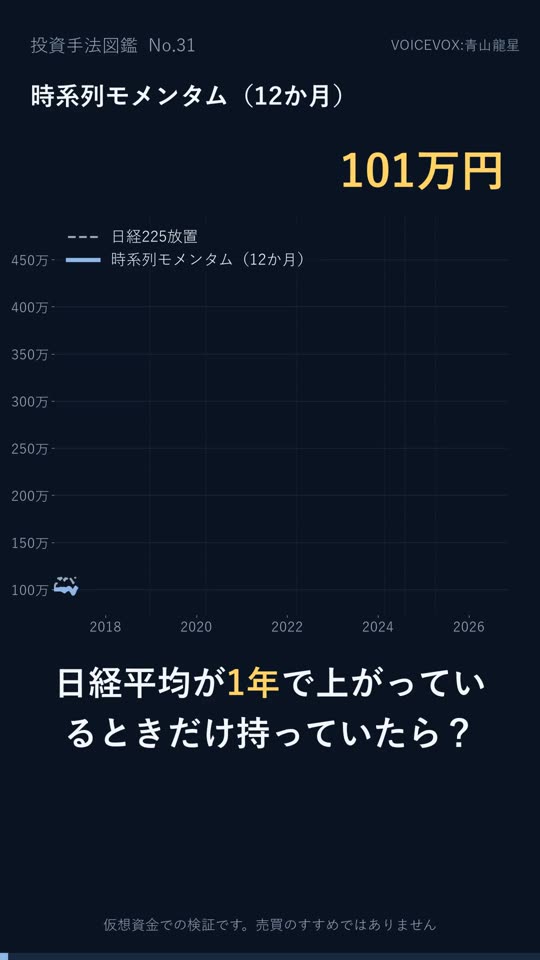 投資手法図鑑 No.31
VOICEVOX:青山龍星
時系列モメンタム（12か月）
101万円
日経225放置
時系列モメンタム（12か月）
450万
400万
350万
300万
250万
200万
150万
100万
2018 2020 2022 2024 2026
日経平均が1年で上がってい
るときだけ持っていたら？
仮想資金での検証です。売買のすすめではありません